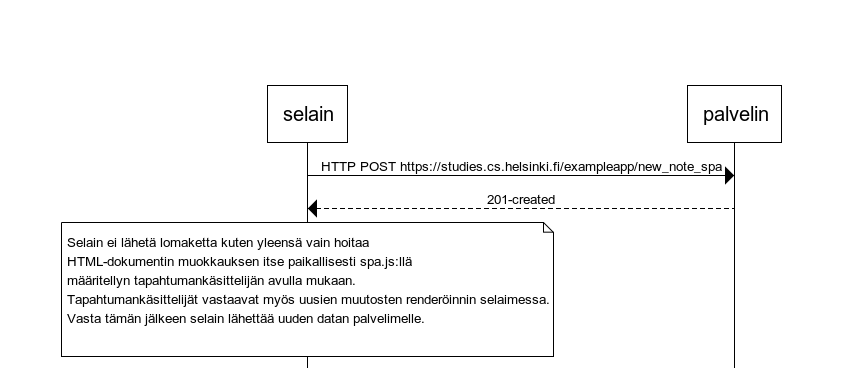 selain
palvelin
HTTP POST https://studies.cs.helsinki.fi/exampleapp/new_note_spa
201-created
Selain ei lähetä lomaketta kuten yleensä vain hoitaa
HTML-dokumentin muokkauksen itse paikallisesti spa.js:llä
määritellyn tapahtumankäsittelijän avulla mukaan.
Tapahtumankäsittelijät vastaavat myös uusien muutosten renderöinnin selaimessa.
Vasta tämän jälkeen selain lähettää uuden datan palvelimelle.